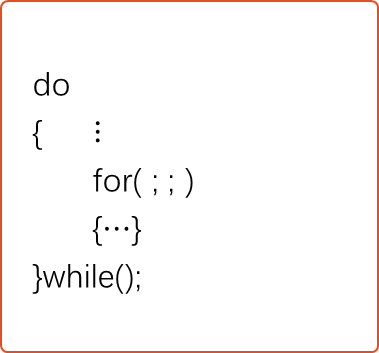 do
{ ⋮
for( ; ; )
{⋯}
}while();